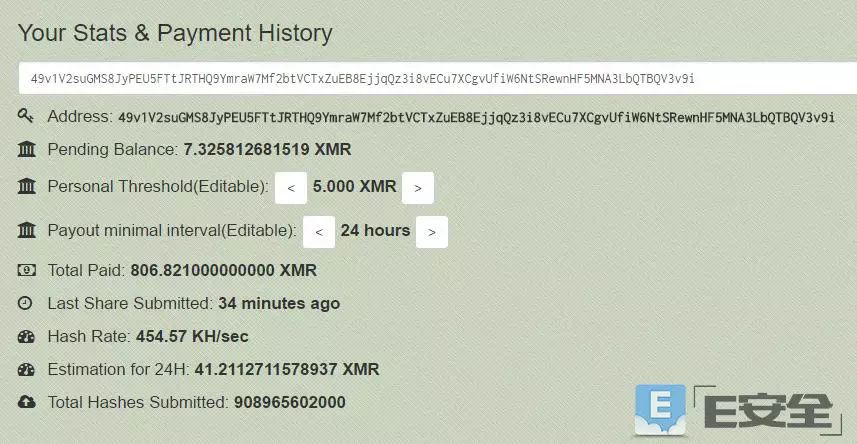 Your Stats & Payment History
49v1V2suGMS8JyPEU5FTtJRTHQ9YmraW7Mf2btVCTxZuEB8EjjqQz3i8vECu7XCgvUfiW6NtSRewnHF5MNA3LbQTBQV3v9i
Address: 49v1V2suGMS8JyPEU5FTtJRTHQ9YmraW7Mf2btVCTxZuEB8EjjqQz3i8vECu7XCgvUfiW6NtSRewnHF5MNA3LbQTBQV3v9i
Pending Balance: 7.325812681519 XMR
Personal Threshold(Editable): < 5.000 XMR >
Payout minimal interval(Editable): < 24 hours >
Total Paid: 806.821000000000 XMR
Last Share Submitted: 34 minutes ago
Hash Rate: 454.57 KH/sec
Estimation for 24H: 41.2112711578937 XMR
Total Hashes Submitted: 908965602000
E E安全